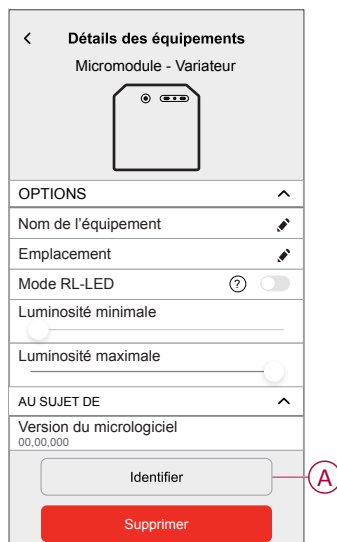 Détails des équipements
Micromodule - Variateur
OPTIONS
Nom de l'équipement
Emplacement
Mode RL-LED ?
Luminosité minimale
Luminosité maximale
AU SUJET DE
Version du micrologiciel
00,00,000
Identifier
A
Supprimer